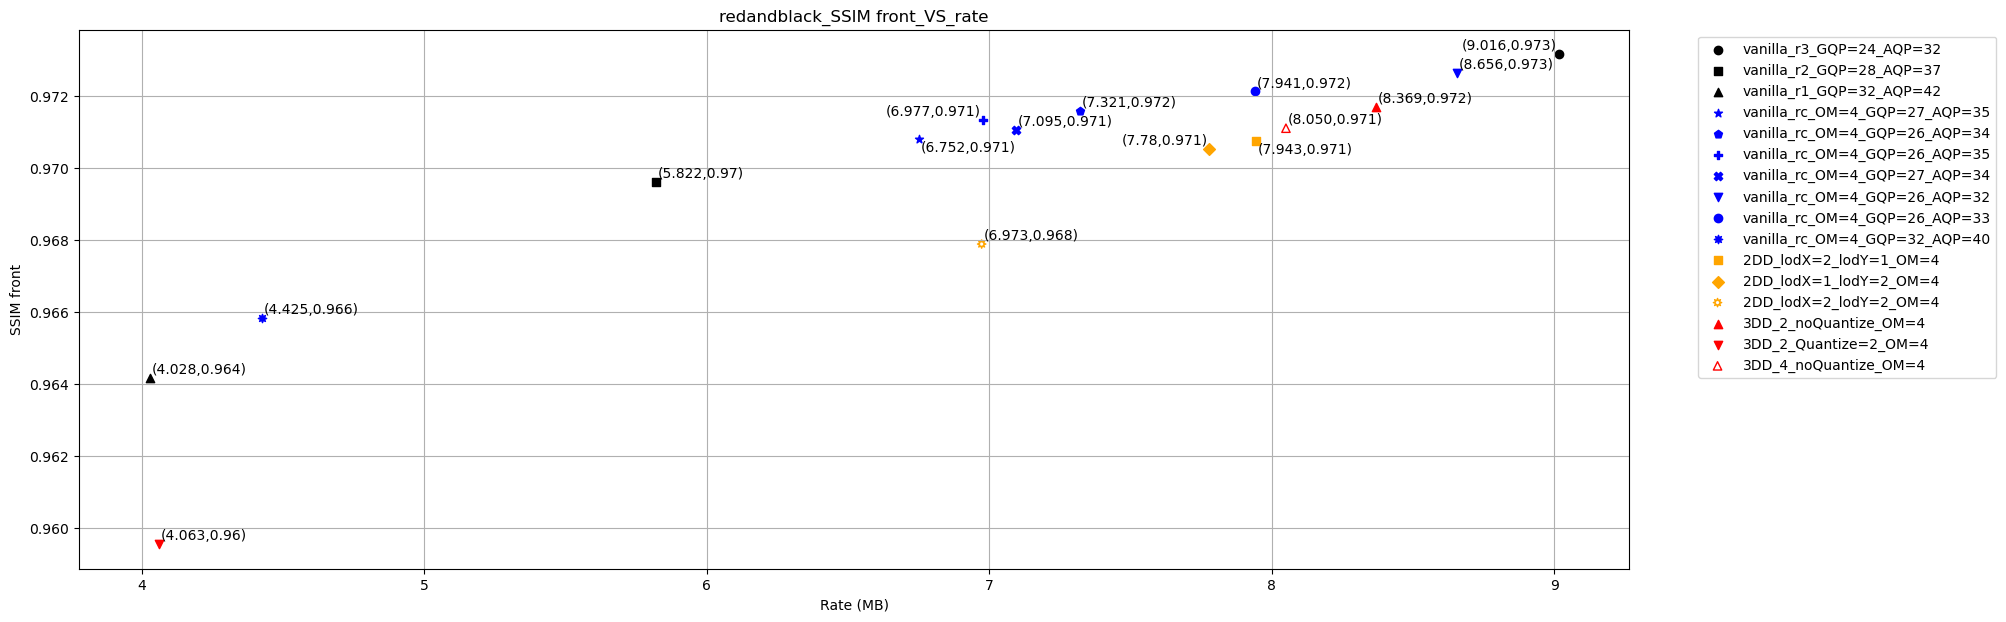 redandblack_SSIM front_VS_rate
(9.016,0.973)
(8.656,0.973)
(7.941,0.972)
(8.369,0.972)
(7.321,0.972)
(6.977,0.971)
(7.095,0.971)
(8.050,0.971)
(6.752,0.971)
(7.78,0.971)
(7.943,0.971)
(5.822,0.97)
(6.973,0.968)
(4.425,0.966)
(4.028,0.964)
(4.063,0.96)
0.972
0.970
0.968
0.966
0.964
0.962
0.960
SSIM front
4 5 6 7 8 9
Rate (MB)
vanilla_r3_GQP=24_AQP=32
vanilla_r2_GQP=28_AQP=37
vanilla_r1_GQP=32_AQP=42
vanilla_rc_OM=4_GQP=27_AQP=35
vanilla_rc_OM=4_GQP=26_AQP=34
vanilla_rc_OM=4_GQP=26_AQP=35
vanilla_rc_OM=4_GQP=27_AQP=34
vanilla_rc_OM=4_GQP=26_AQP=32
vanilla_rc_OM=4_GQP=26_AQP=33
vanilla_rc_OM=4_GQP=32_AQP=40
2DD_lodX=2_lodY=1_OM=4
2DD_lodX=1_lodY=2_OM=4
2DD_lodX=2_lodY=2_OM=4
3DD_2_noQuantize_OM=4
3DD_2_Quantize=2_OM=4
3DD_4_noQuantize_OM=4